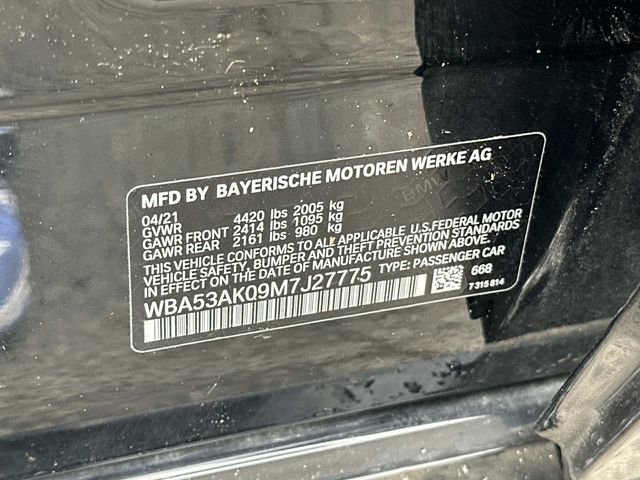 MFD BY BAYERISCHE MOTOREN WERKE AG
04/21
GVWR 4420 lbs 2005 kg
GAWR FRONT 2414 lbs 1095 kg
GAWR REAR 2161 lbs 980 kg
THIS VEHICLE CONFORMS TO ALL APPLICABLE U.S.FEDERAL MOTOR
VEHICLE SAFETY, BUMPER AND THEFT PREVENTION STANDARDS
IN EFFECT ON THE DATE OF MANUFACTURE SHOWN ABOVE.
WBA53AK09M7J27775 TYPE: PASSENGER CAR
668
7 315 814